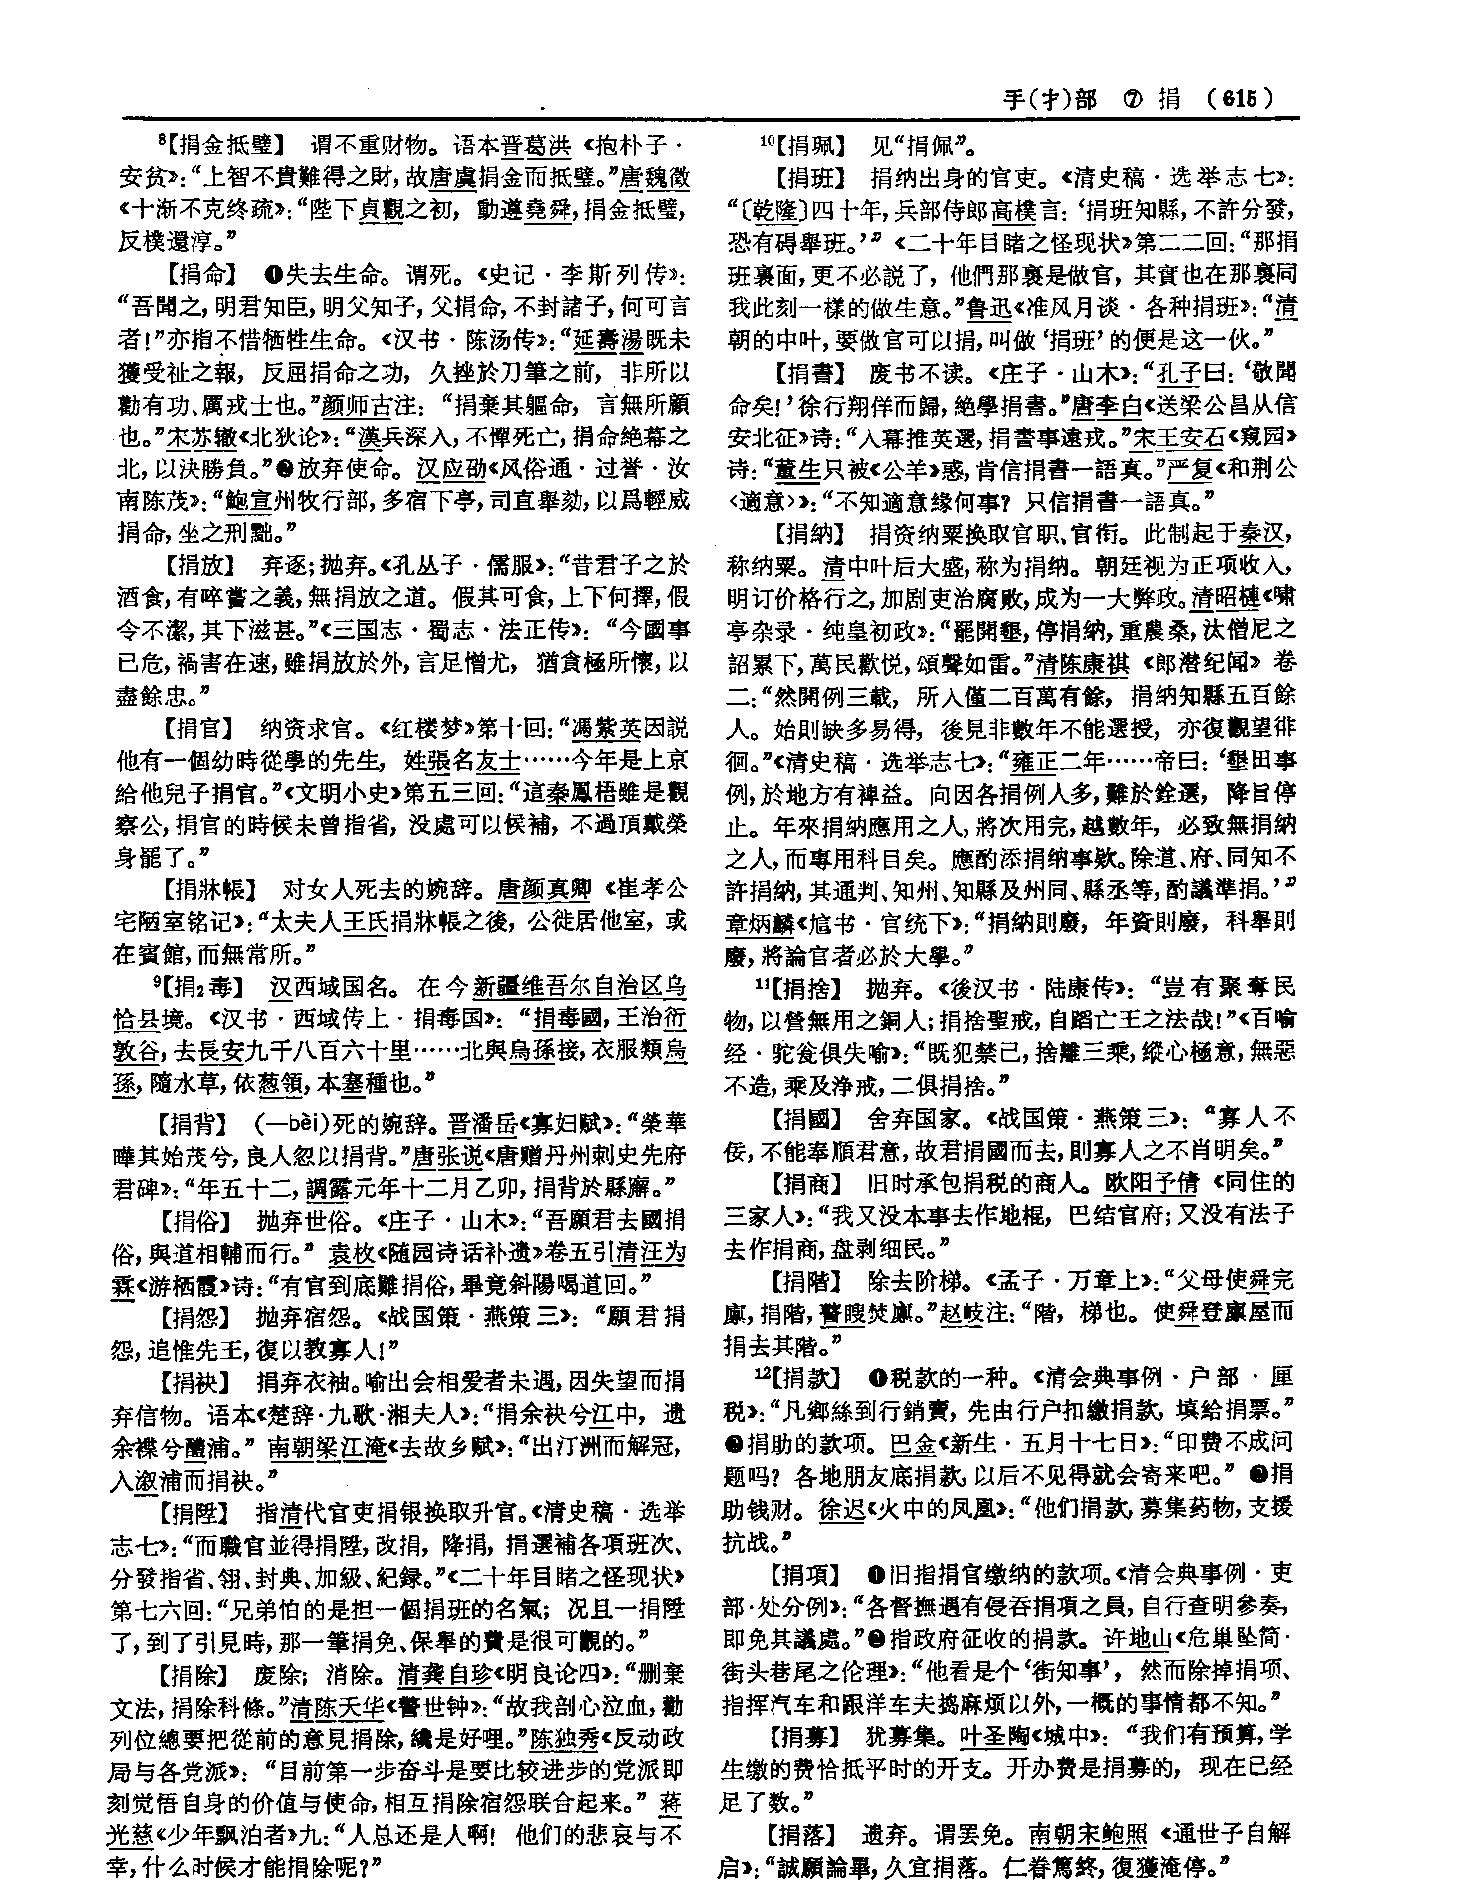 手(扌)部 ⑦ 捐 (615)
⁸【捐金抵璧】 谓不重财物。语本晋葛洪《抱朴子·
安贫》:“上智不貴難得之財,故唐虞捐金而抵璧。”唐魏徵
《十渐不克终疏》:“陛下貞觀之初,動遵堯舜,捐金抵璧,
反樸還淳。”
【捐命】 ❶失去生命。谓死。《史记·李斯列传》:
“吾聞之,明君知臣,明父知子,父捐命,不封諸子,何可言
者!”亦指不惜牺牲生命。《汉书·陈汤传》:“延壽湯既未
獲受祉之報,反屈捐命之功,久挫於刀筆之前,非所以
勸有功、厲戎士也。”颜师古注:“捐棄其軀命,言無所顧
也。”宋苏辙《北狄论》:“漢兵深入,不憚死亡,捐命絶幕之
北,以决勝負。”❷放弃使命。汉应劭《风俗通·过誉·汝
南陈茂》:“鮑宣州牧行部,多宿下亭,司直舉劾,以爲輕威
捐命,坐之刑黜。”
【捐放】 弃逐;抛弃。《孔丛子·儒服》:“昔君子之於
酒食,有啐嘗之義,無捐放之道。假其可食,上下何擇,假
令不潔,其下滋甚。”《三国志·蜀志·法正传》:“今國事
已危,禍害在速,雖捐放於外,言足憎尤,猶貪極所懷,以
盡餘忠。”
【捐官】 纳资求官。《红楼梦》第十回:“馮紫英因説
他有一個幼時從學的先生,姓張名友士……今年是上京
給他兒子捐官。”《文明小史》第五三回:“這秦鳳梧雖是觀
察公,捐官的時候未曾指省,没處可以候補,不過頂戴榮
身罷了。”
【捐牀帳】 对女人死去的婉辞。唐颜真卿《崔孝公
宅陋室铭记》:“太夫人王氏捐牀帳之後,公徙居他室,或
在賓館,而無常所。”
⁹【捐₂毒】 汉西域国名。在今新疆维吾尔自治区乌
恰县境。《汉书·西域传上·捐毒国》:“捐毒國,王治衍
敦谷,去長安九千八百六十里……北與烏孫接,衣服類烏
孫,隨水草,依葱領,本塞種也。”
【捐背】 (—bèi)死的婉辞。晋潘岳《寡妇赋》:“榮華
曄其始茂兮,良人忽以捐背。”唐张说《唐赠丹州刺史先府
君碑》:“年五十二,調露元年十二月乙卯,捐背於縣廨。”
【捐俗】 抛弃世俗。《庄子·山木》:“吾願君去國捐
俗,與道相輔而行。”袁枚《随园诗话补遗》卷五引清汪为
霖《游栖霞》诗:“有官到底難捐俗,畢竟斜陽喝道回。”
【捐怨】 抛弃宿怨。《战国策·燕策三》:“願君捐
怨,追惟先王,復以教寡人!”
【捐袂】 捐弃衣袖。喻出会相爱者未遇,因失望而捐
弃信物。语本《楚辞·九歌·湘夫人》:“捐余袂兮江中,遗
余褋兮醴浦。”南朝梁江淹《去故乡赋》:“出汀洲而解冠,
入溆浦而捐袂。”
【捐陞】 指清代官吏捐银换取升官。《清史稿·选举
志七》:“而職官並得捐陞,改捐,降捐,捐選補各項班次、
分發指省、翎、封典、加級、紀録。”《二十年目睹之怪现状》
第七六回:“兄弟怕的是担一個捐班的名氣;况且一捐陞
了,到了引見時,那一筆捐免、保舉的費是很可觀的。”
【捐除】 废除;消除。清龚自珍《明良论四》:“删棄
文法,捐除科條。”清陈天华《警世钟》:“故我剖心泣血,勸
列位總要把從前的意見捐除,纔是好哩。”陈独秀《反动政
局与各党派》:“目前第一步奋斗是要比较进步的党派即
刻觉悟自身的价值与使命,相互捐除宿怨联合起来。”蒋
光慈《少年飘泊者》九:“人总还是人啊!他们的悲哀与不
幸,什么时候才能捐除呢?”
¹⁰【捐珮】 见“捐佩”。
【捐班】 捐纳出身的官吏。《清史稿·选举志七》:
“〔乾隆〕四十年,兵部侍郎高樸言:‘捐班知縣,不許分發,
恐有碍舉班。’”《二十年目睹之怪现状》第二二回:“那捐
班裏面,更不必説了,他們那裏是做官,其實也在那裏同
我此刻一樣的做生意。”鲁迅《准风月谈·各种捐班》:“清
朝的中叶,要做官可以捐,叫做‘捐班’的便是这一伙。”
【捐書】 废书不读。《庄子·山木》:“孔子曰:‘敬聞
命矣!’徐行翔佯而歸,絶學捐書。”唐李白《送梁公昌从信
安北征》诗:“入幕推英選,捐書事遠戎。”宋王安石《窥园》
诗:“董生只被《公羊》惑,肯信捐書一語真。”严复《和荆公
〈適意〉》:“不知適意緣何事?只信捐書一語真。”
【捐納】 捐资纳粟换取官职、官衔。此制起于秦汉,
称纳粟。清中叶后大盛,称为捐纳。朝廷视为正项收入,
明订价格行之,加剧吏治腐败,成为一大弊政。清昭梿《啸
亭杂录·纯皇初政》:“罷開墾,停捐納,重農桑,汰僧尼之
詔累下,萬民歡悦,頌聲如雷。”清陈康祺《郎潜纪闻》卷
二:“然開例三載,所入僅二百萬有餘,捐納知縣五百餘
人。始則缺多易得,後見非數年不能選授,亦復觀望徘
徊。”《清史稿·选举志七》:“雍正二年……帝曰:‘墾田事
例,於地方有裨益。向因各捐例人多,難於銓選,降旨停
止。年來捐納應用之人,將次用完,越數年,必致無捐納
之人,而專用科目矣。應酌添捐纳事欵。除道、府、同知不
許捐納,其通判、知州、知縣及州同、縣丞等,酌議準捐。’”
章炳麟《訄书·官统下》:“捐納則廢,年資則廢,科舉則
廢,將論官者必於大學。”
¹¹【捐捨】 抛弃。《後汉书·陆康传》:“豈有聚奪民
物,以營無用之銅人;捐捨聖戒,自蹈亡王之法哉!”《百喻
经·驼瓮俱失喻》:“既犯禁已,捨離三乘,縱心極意,無惡
不造,乘及浄戒,二俱捐捨。”
【捐國】 舍弃国家。《战国策·燕策三》:“寡人不
佞,不能奉順君意,故君捐國而去,則寡人之不肖明矣。”
【捐商】 旧时承包捐税的商人。欧阳予倩《同住的
三家人》:“我又没本事去作地棍,巴结官府;又没有法子
去作捐商,盘剥细民。”
【捐階】 除去阶梯。《孟子·万章上》:“父母使舜完
廩,捐階,瞽瞍焚廩。”赵岐注:“階,梯也。使舜登廩屋而
捐去其階。”
¹²【捐款】 ❶税款的一种。《清会典事例·户部·厘
税》:“凡鄉絲到行銷賣,先由行户扣繳捐款,填給捐票。”
❷捐助的款项。巴金《新生·五月十七日》:“印费不成问
题吗?各地朋友底捐款,以后不见得就会寄来吧。”❸捐
助钱财。徐迟《火中的凤凰》:“他们捐款,募集药物,支援
抗战。”
【捐項】 ❶旧指捐官缴纳的款项。《清会典事例·吏
部·处分例》:“各督撫遇有侵吞捐項之員,自行查明參奏,
即免其議處。”❷指政府征收的捐款。许地山《危巢坠简·
街头巷尾之伦理》:“他看是个‘街知事’,然而除掉捐项、
指挥汽车和跟洋车夫捣麻烦以外,一概的事情都不知。”
【捐募】 犹募集。叶圣陶《城中》:“我们有预算,学
生缴的费恰抵平时的开支。开办费是捐募的,现在已经
足了数。”
【捐落】 遗弃。谓罢免。南朝宋鲍照《通世子自解
启》:“誠願論畢,久宜捐落。仁眷篤終,復獲淹停。”